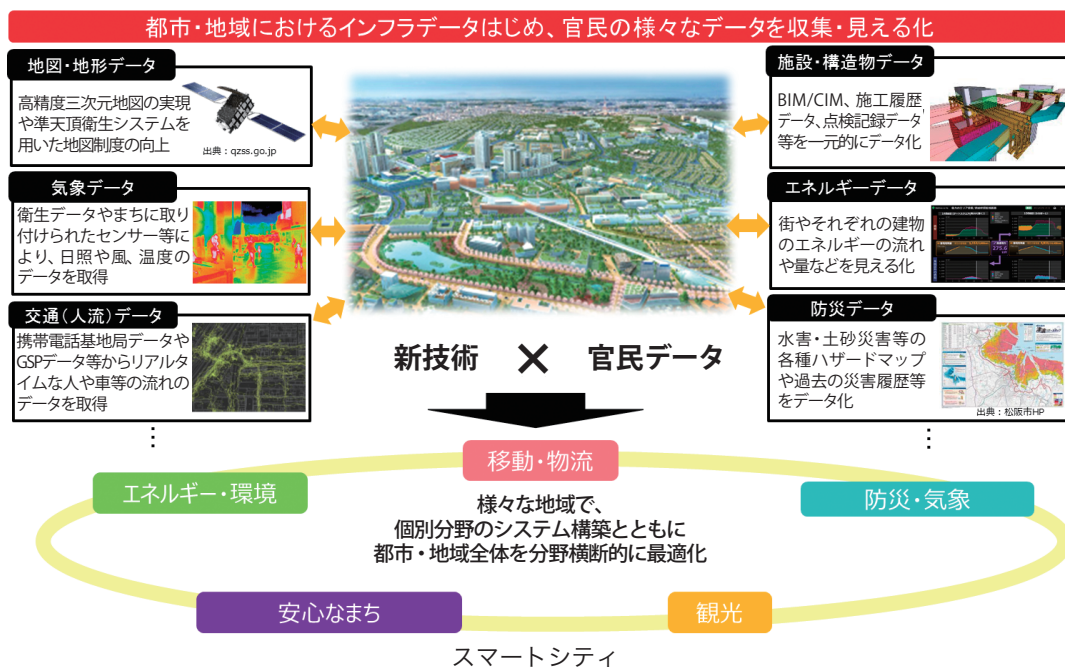 都市・地域におけるインフラデータはじめ、官民の様々なデータを収集・見える化
地図・地形データ
高精度三次元地図の実現
や準天頂衛生システムを
用いた地図制度の向上
出典：qzss.go.jp
気象データ
衛生データやまちに取り
付けられたセンサー等に
より、日照や風、温度の
データを取得
交通（人流）データ
携帯電話基地局データや
GSPデータ等からリアルタ
イムな人や車等の流れの
データを取得
⋮
施設・構造物データ
BIM/CIM、施工履歴
データ、点検記録データ
等を一元的にデータ化
エネルギーデータ
街やそれぞれの建物
のエネルギーの流れ
や量などを見える化
防災データ
水害・土砂災害等の
各種ハザードマップ
や過去の災害履歴等
をデータ化
出典：松阪市HP
⋮
新技術 × 官民データ
移動・物流
エネルギー・環境
防災・気象
様々な地域で、
個別分野のシステム構築とともに
都市・地域全体を分野横断的に最適化
安心なまち
観光
スマートシティ